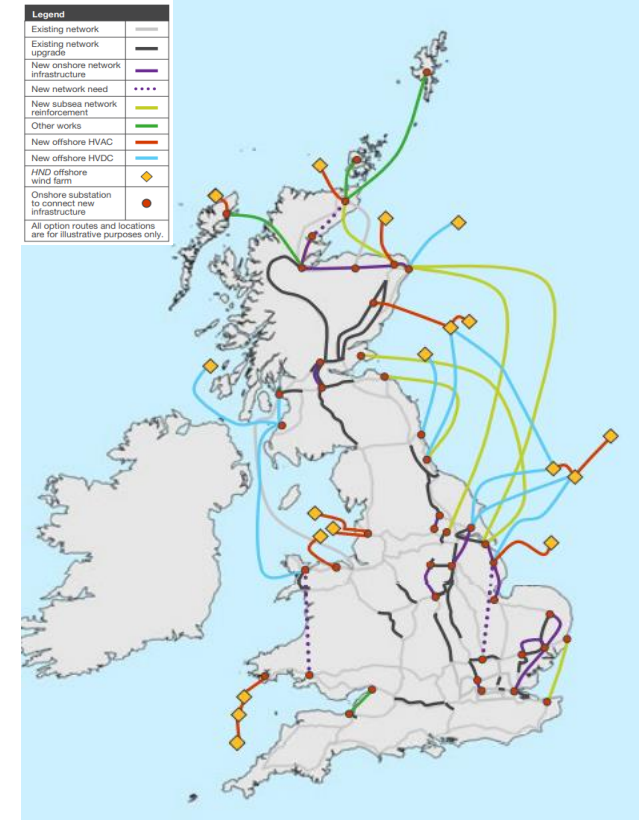 Legend
Existing network
Existing network
upgrade
New onshore network
infrastructure
New network need
New subsea network
reinforcement
Other works
New offshore HVAC
New offshore HVDC
HND offshore
wind farm
Onshore substation
to connect new
infrastructure
All option routes and locations
are for illustrative purposes only.